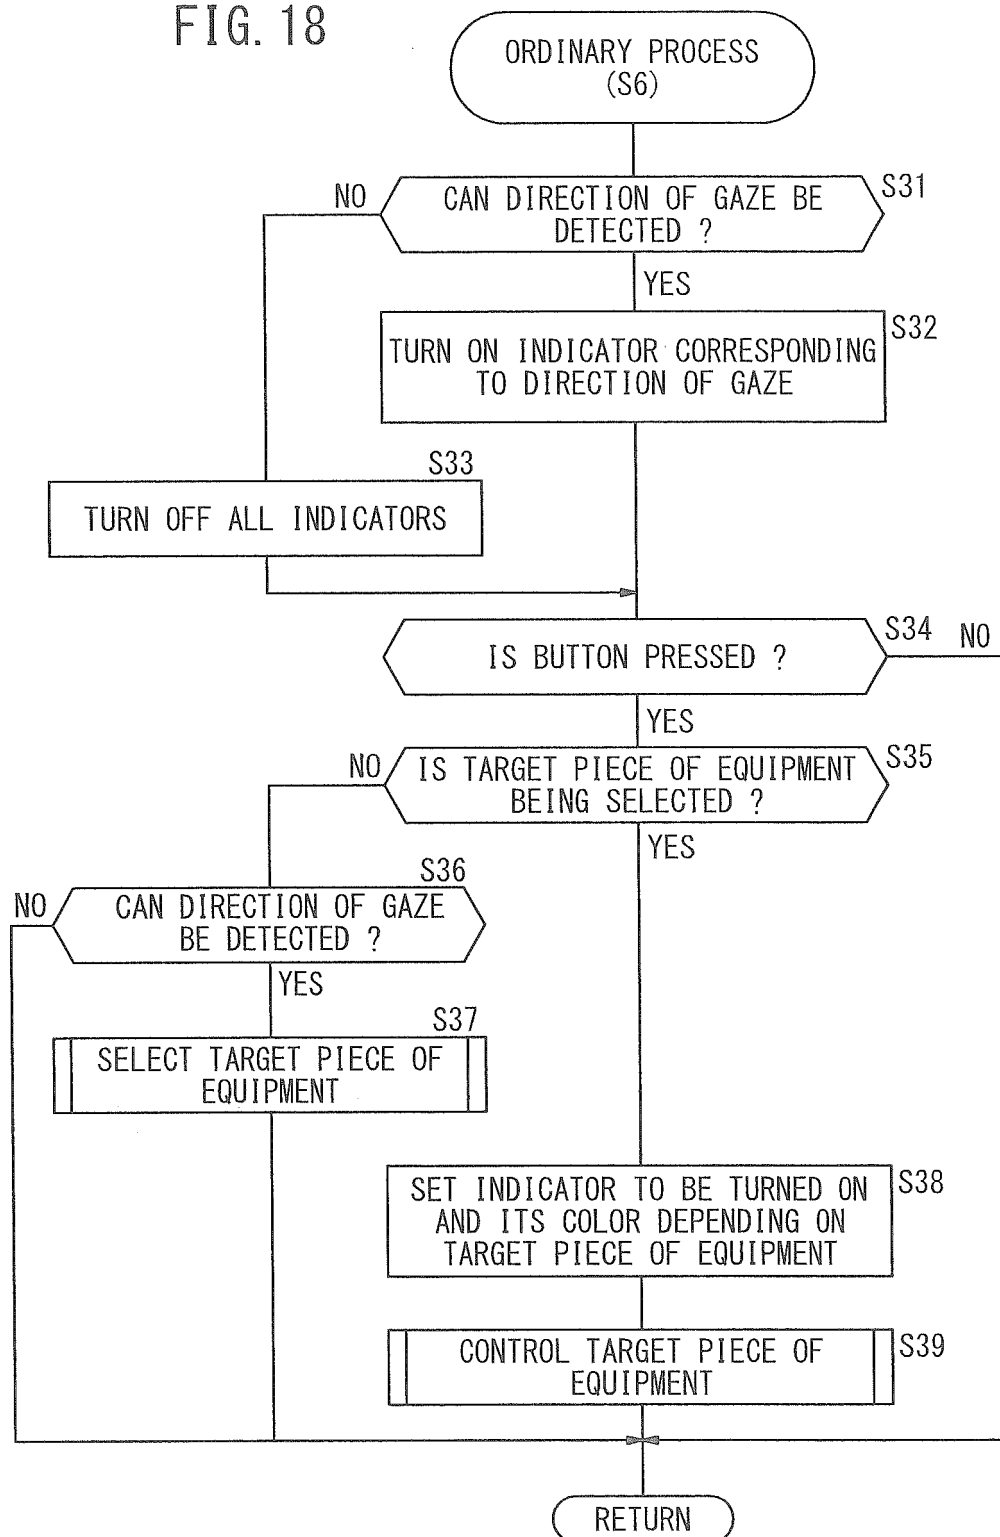 FIG. 18
ORDINARY PROCESS
(S6)
S31
NO
CAN DIRECTION OF GAZE BE
DETECTED ?
YES
S32
TURN ON INDICATOR CORRESPONDING
TO DIRECTION OF GAZE
S33
TURN OFF ALL INDICATORS
S34
NO
IS BUTTON PRESSED ?
YES
S35
NO
IS TARGET PIECE OF EQUIPMENT
BEING SELECTED ?
YES
S36
NO
CAN DIRECTION OF GAZE
BE DETECTED ?
YES
S37
SELECT TARGET PIECE OF
EQUIPMENT
S38
SET INDICATOR TO BE TURNED ON
AND ITS COLOR DEPENDING ON
TARGET PIECE OF EQUIPMENT
S39
CONTROL TARGET PIECE OF
EQUIPMENT
RETURN